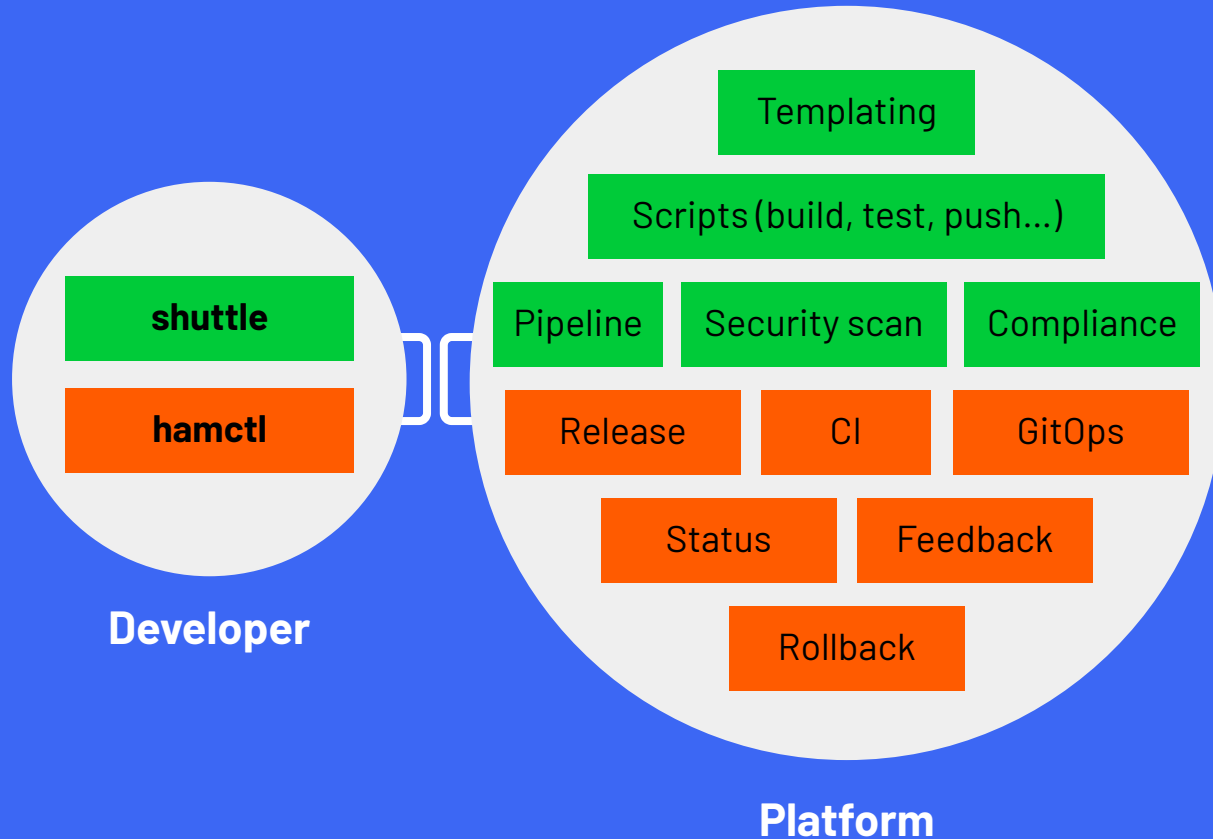 shuttle
hamctl
Developer
Templating
Scripts (build, test, push...)
Pipeline
Security scan
Compliance
Release
CI
GitOps
Status
Feedback
Rollback
Platform